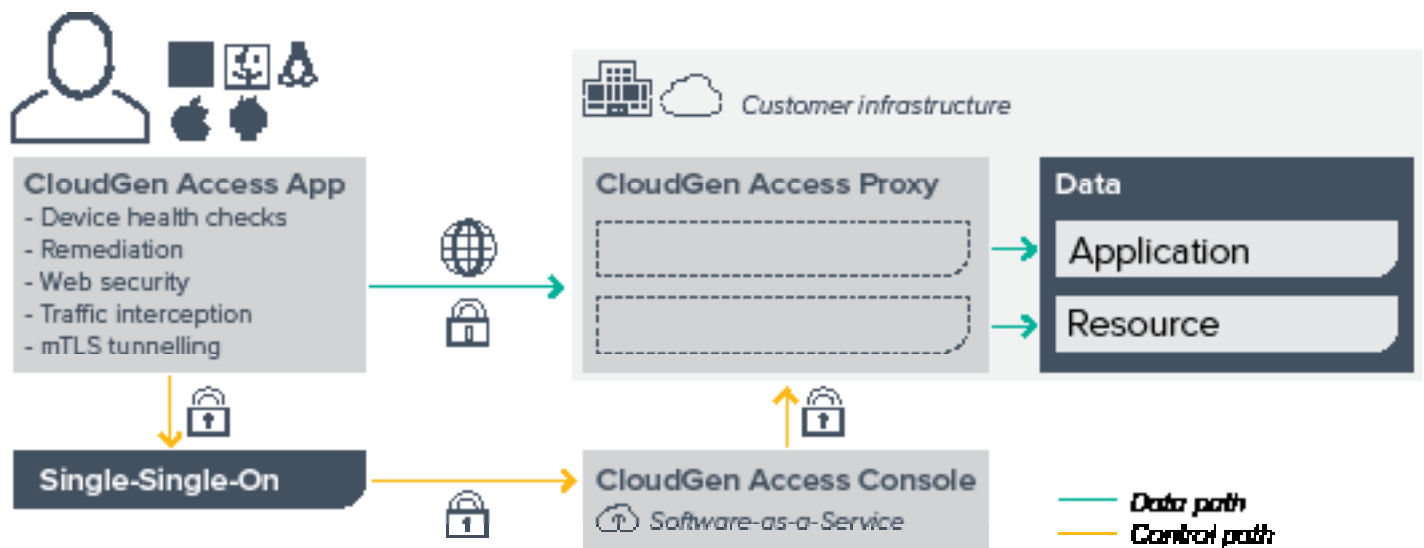 Customer infrastructure
CloudGen Access App
- Device health checks
- Remediation
- Web security
- Traffic interception
- mTLS tunnelling
CloudGen Access Proxy
Data
Application
Resource
Single-Single-On
CloudGen Access Console
Software-as-a-Service
Data path
Control path